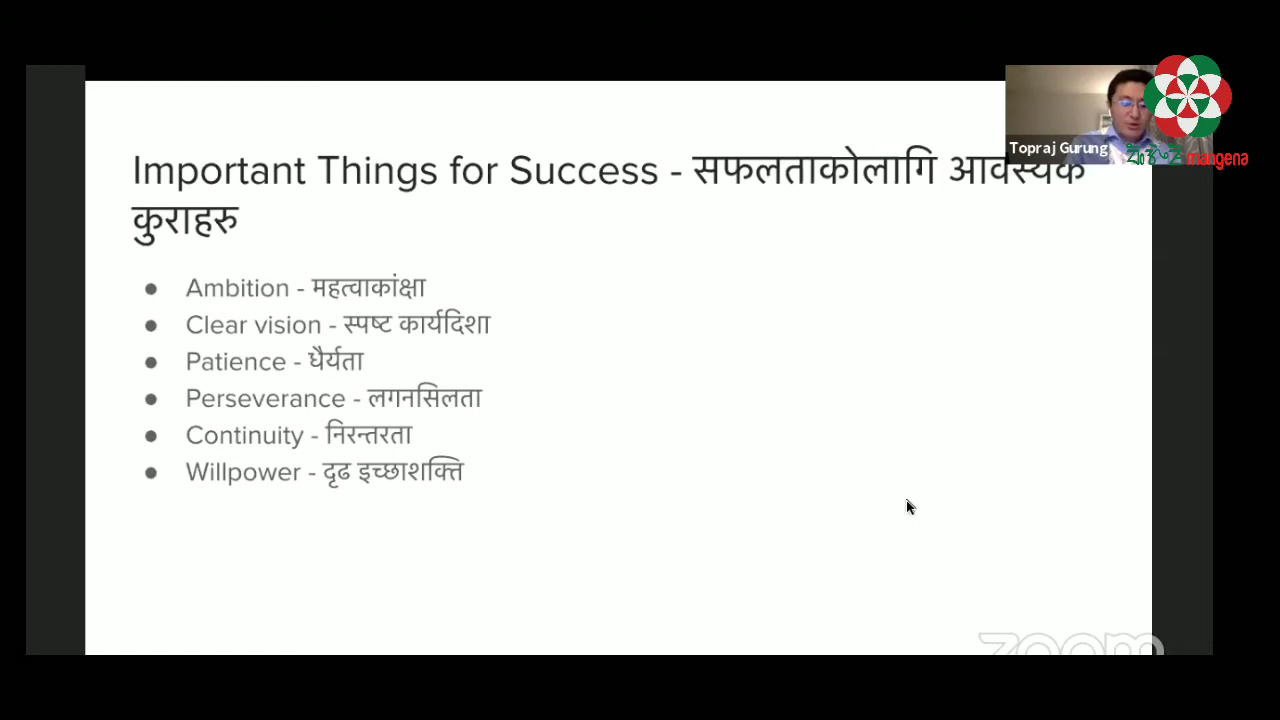 Important Things for Success - सफलताकोलागि आवस्यक
कुराहरु
● Ambition - महत्वाकांक्षा
● Clear vision - स्पष्ट कार्यदिशा
● Patience - धैर्यता
● Perseverance - लगनसिलता
● Continuity - निरन्तरता
● Willpower - दृढ इच्छाशक्ति
Topraj Gurung
mangena
zoom